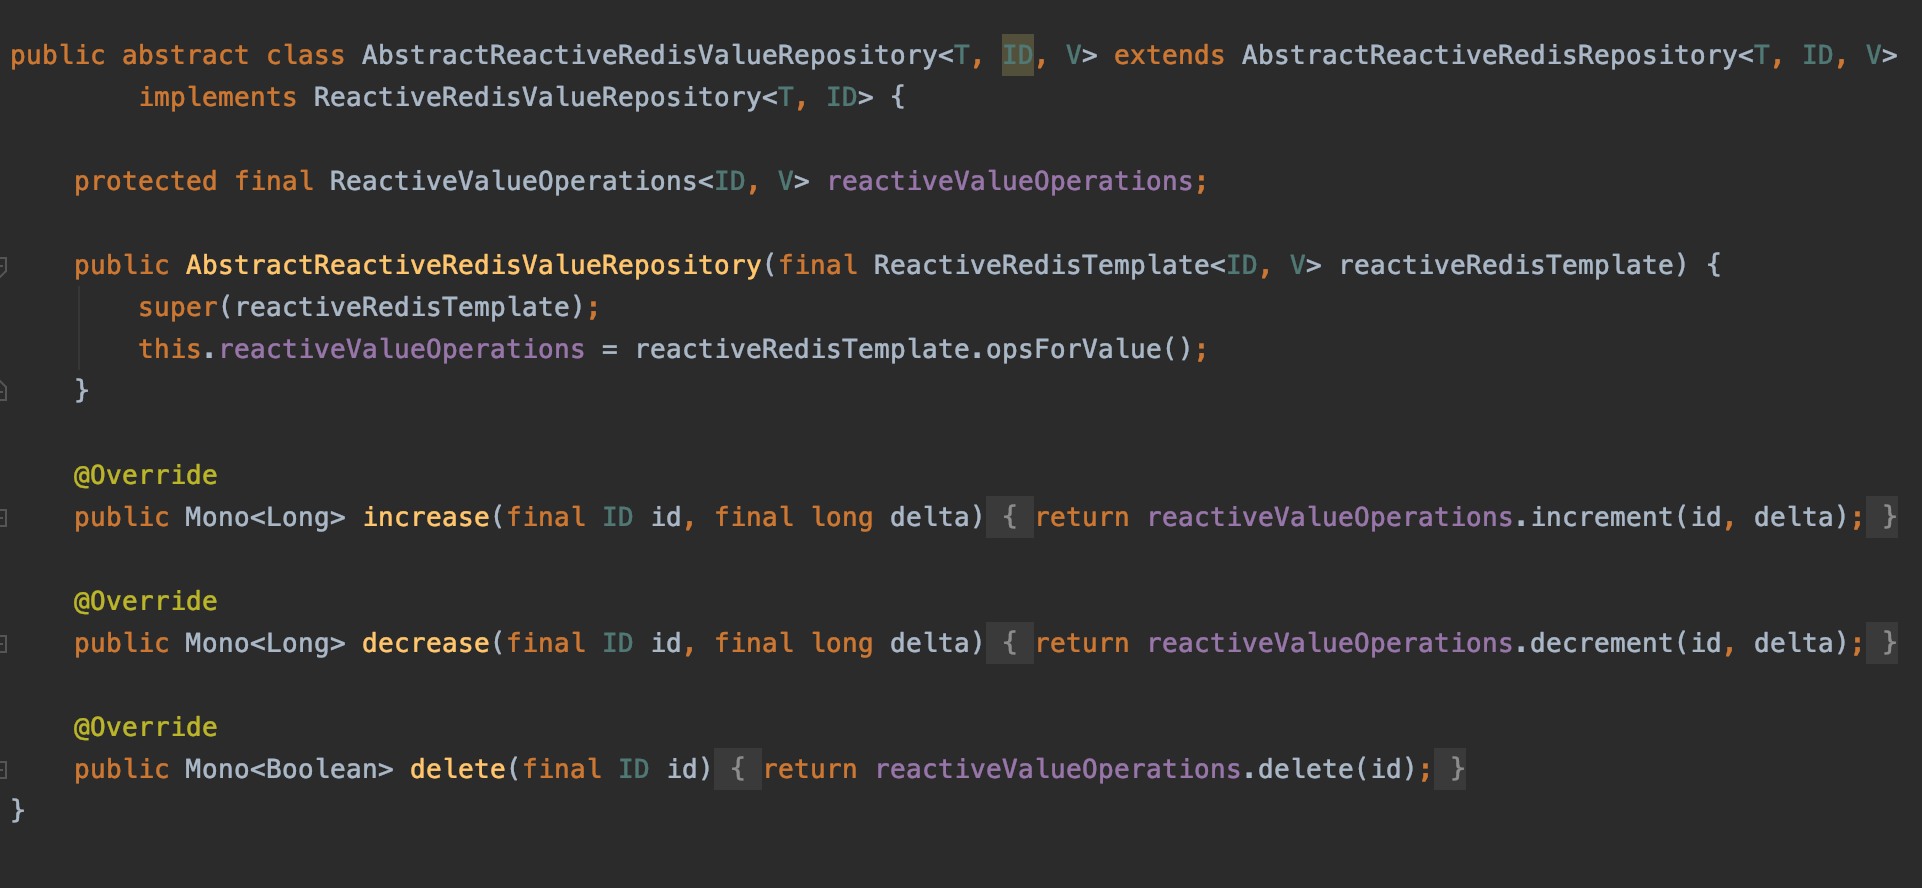 public abstract class AbstractReactiveRedisValueRepository<T, ID, V> extends AbstractReactiveRedisRepository<T, ID, V>
        implements ReactiveRedisValueRepository<T, ID> {
    protected final ReactiveValueOperations<ID, V> reactiveValueOperations;
    public AbstractReactiveRedisValueRepository(final ReactiveRedisTemplate<ID, V> reactiveRedisTemplate) {
        super(reactiveRedisTemplate);
        this.reactiveValueOperations = reactiveRedisTemplate.opsForValue();
    }
    @Override
    public Mono<Long> increase(final ID id, final long delta) { return reactiveValueOperations.increment(id, delta); }
    @Override
    public Mono<Long> decrease(final ID id, final long delta) { return reactiveValueOperations.decrement(id, delta); }
    @Override
    public Mono<Boolean> delete(final ID id) { return reactiveValueOperations.delete(id); }
}